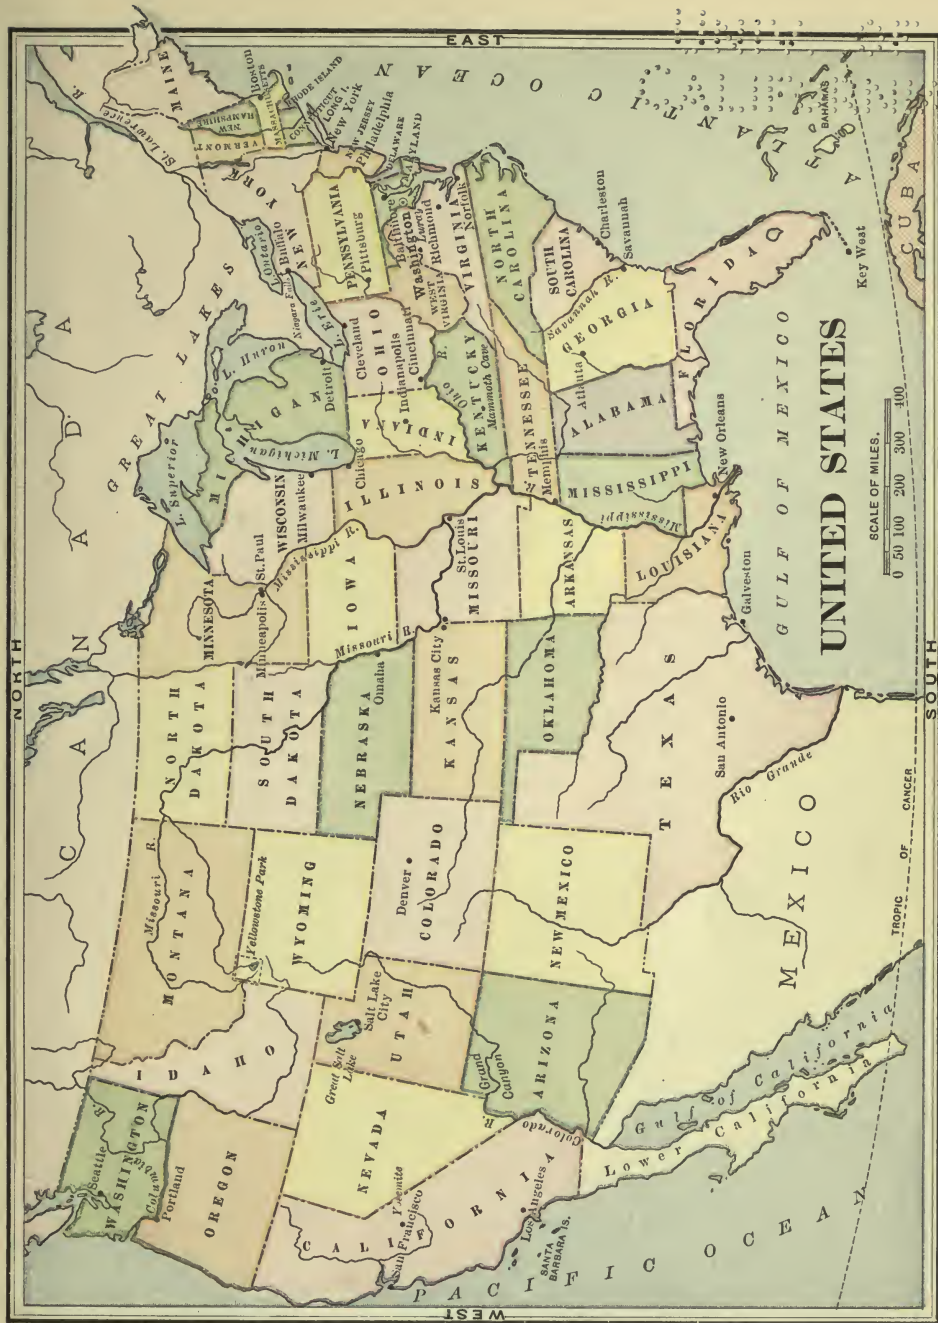 NORTH
EAST
SOUTH
WEST
CANADA
GREAT LAKES
L. Superior
L. Michigan
L. Huron
L. Erie
L. Ontario
Niagara Falls
St. Lawrence R.
WASHINGTON
Seattle
Columbia R.
Portland
OREGON
IDAHO
MONTANA
Missouri R.
Yellowstone Park
WYOMING
NORTH DAKOTA
SOUTH DAKOTA
NEBRASKA
Omaha
MINNESOTA
Minneapolis
St. Paul
WISCONSIN
Milwaukee
Mississippi R.
IOWA
Missouri R.
MICHIGAN
Detroit
Chicago
ILLINOIS
INDIANA
Indianapolis
OHIO
Cleveland
Cincinnati
Ohio R.
KENTUCKY
Mammoth Cave
PENNSYLVANIA
Pittsburg
Philadelphia
NEW YORK
Buffalo
New York
VERMONT
NEW HAMPSHIRE
MAINE
MASSACHUSETTS
Boston
RHODE ISLAND
CONNECTICUT
LONG I.
NEW JERSEY
DELAWARE
MARYLAND
Baltimore
Washington
Luray
WEST VIRGINIA
VIRGINIA
Richmond
Norfolk
NORTH CAROLINA
SOUTH CAROLINA
Charleston
Savannah
Savannah R.
GEORGIA
Atlanta
ALABAMA
FLORIDA
Key West
TENNESSEE
Memphis
MISSISSIPPI
Mississippi R.
ARKANSAS
LOUISIANA
New Orleans
MISSOURI
St. Louis
Kansas City
KANSAS
OKLAHOMA
TEXAS
San Antonio
Galveston
Rio Grande
COLORADO
Denver
NEW MEXICO
UTAH
Salt Lake City
Great Salt Lake
ARIZONA
Grand Canyon
Colorado R.
NEVADA
CALIFORNIA
San Francisco
Yosemite
Los Angeles
SANTA BARBARA IS.
PACIFIC OCEAN
Lower California
Gulf of California
MEXICO
TROPIC OF CANCER
GULF OF MEXICO
UNITED STATES
SCALE OF MILES.
0 50 100 200 300 400
ATLANTIC OCEAN
BAHAMAS
CUBA